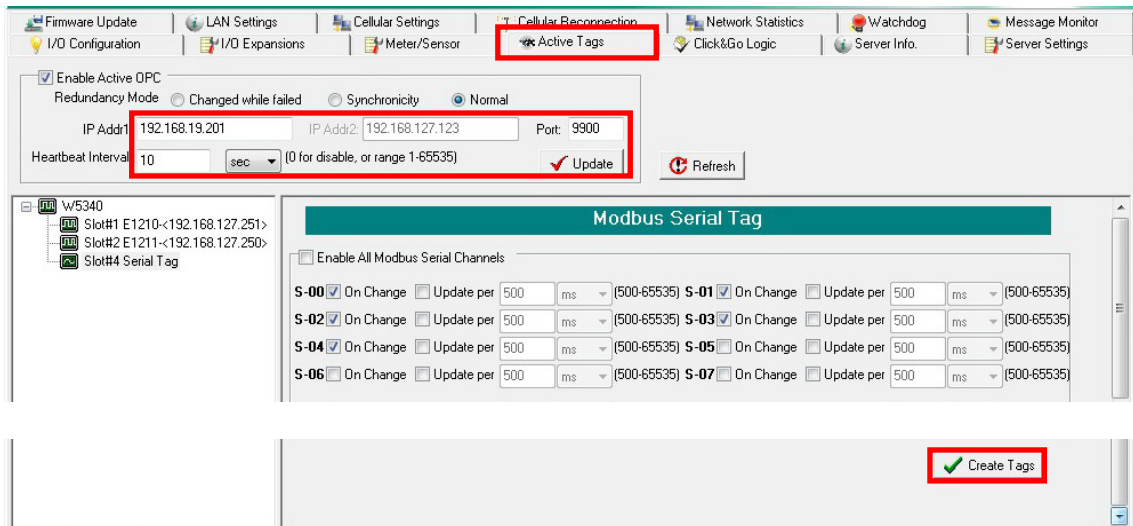 Firmware Update LAN Settings Cellular Settings Cellular Reconnection Network Statistics Watchdog Message Monitor
I/O Configuration I/O Expansions Meter/Sensor Active Tags Click&Go Logic Server Info. Server Settings
Enable Active OPC
Redundancy Mode Changed while failed Synchronicity Normal
IP Addr1 192.168.19.201 IP Addr2: 192.168.127.123 Port: 9900
Heartbeat Interval 10 sec (0 for disable, or range 1-65535) Update Refresh
W5340
Slot#1 E1210-<192.168.127.251>
Slot#2 E1211-<192.168.127.250>
Slot#4 Serial Tag
Modbus Serial Tag
Enable All Modbus Serial Channels
S-00 On Change Update per 500 ms (500-65535) S-01 On Change Update per 500 ms (500-65535)
S-02 On Change Update per 500 ms (500-65535) S-03 On Change Update per 500 ms (500-65535)
S-04 On Change Update per 500 ms (500-65535) S-05 On Change Update per 500 ms (500-65535)
S-06 On Change Update per 500 ms (500-65535) S-07 On Change Update per 500 ms (500-65535)
Create Tags